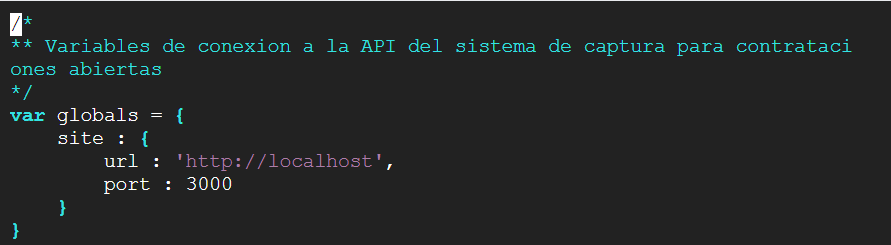 /*
** Variables de conexion a la API del sistema de captura para contrataci
ones abiertas
*/
var globals = {
    site : {
        url : 'http://localhost',
        port : 3000
    }
}